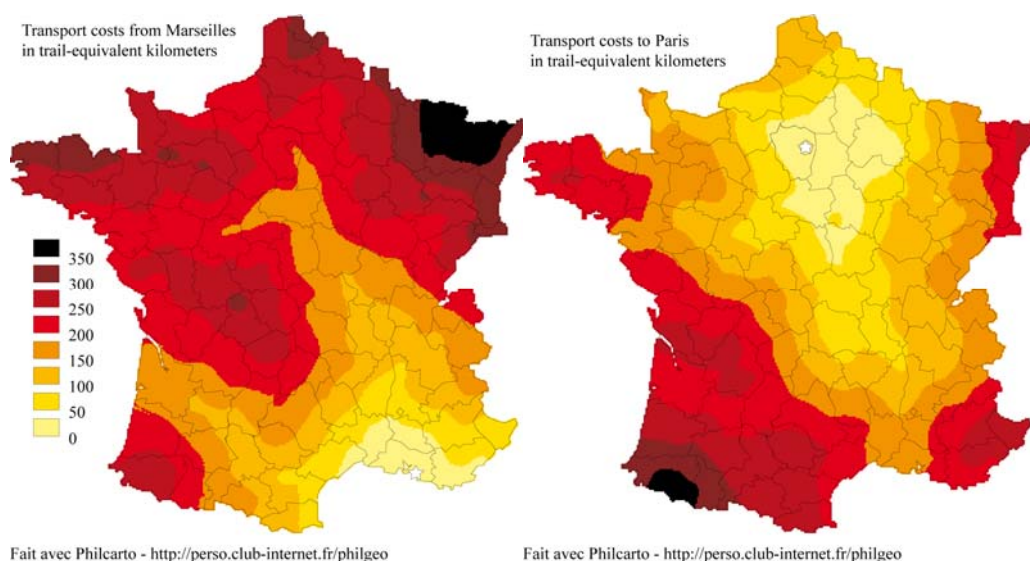 Transport costs from Marseilles
in trail-equivalent kilometers
Transport costs to Paris
in trail-equivalent kilometers
350
300
250
200
150
100
50
0
Fait avec Philcarto - http://perso.club-internet.fr/philgeo
Fait avec Philcarto - http://perso.club-internet.fr/philgeo